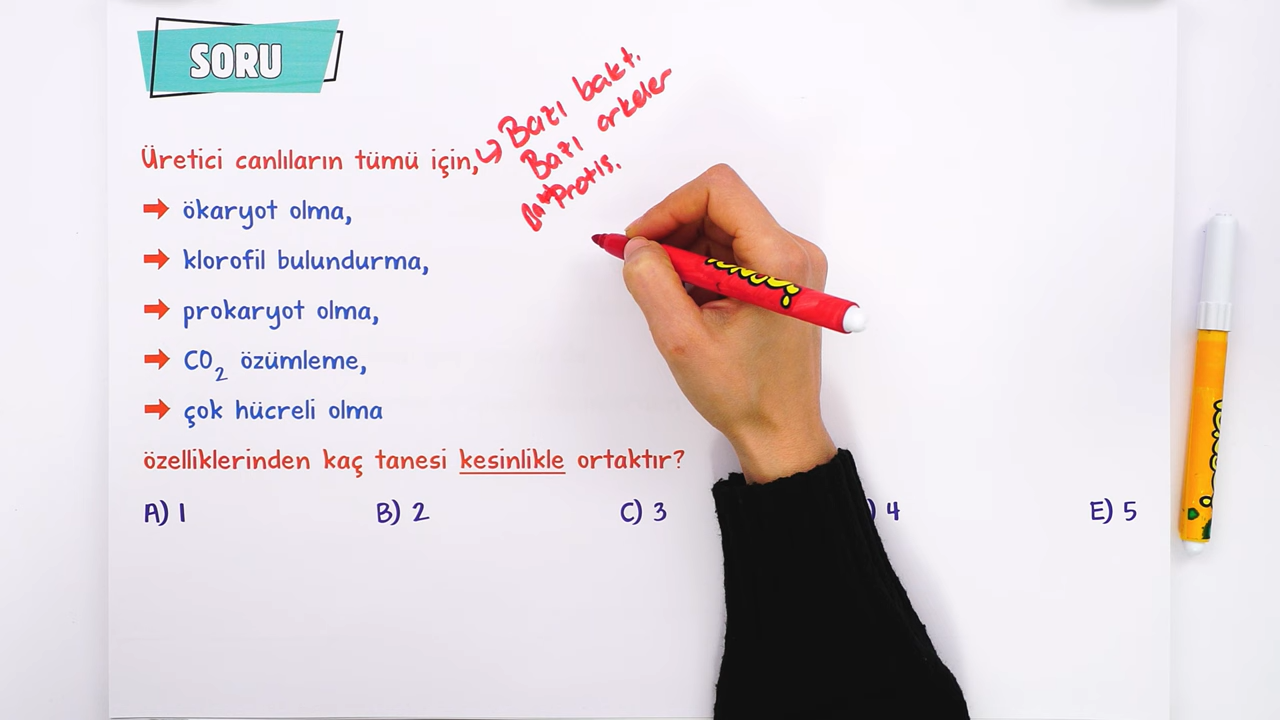 SORU
Bazı bakt.
Bazı arkeler
Protis.
Üretici canlıların tümü için,
ökaryot olma,
klorofil bulundurma,
prokaryot olma,
CO₂ özümleme,
çok hücreli olma
özelliklerinden kaç tanesi kesinlikle ortaktır?
A) 1 B) 2 C) 3 ) 4 E) 5